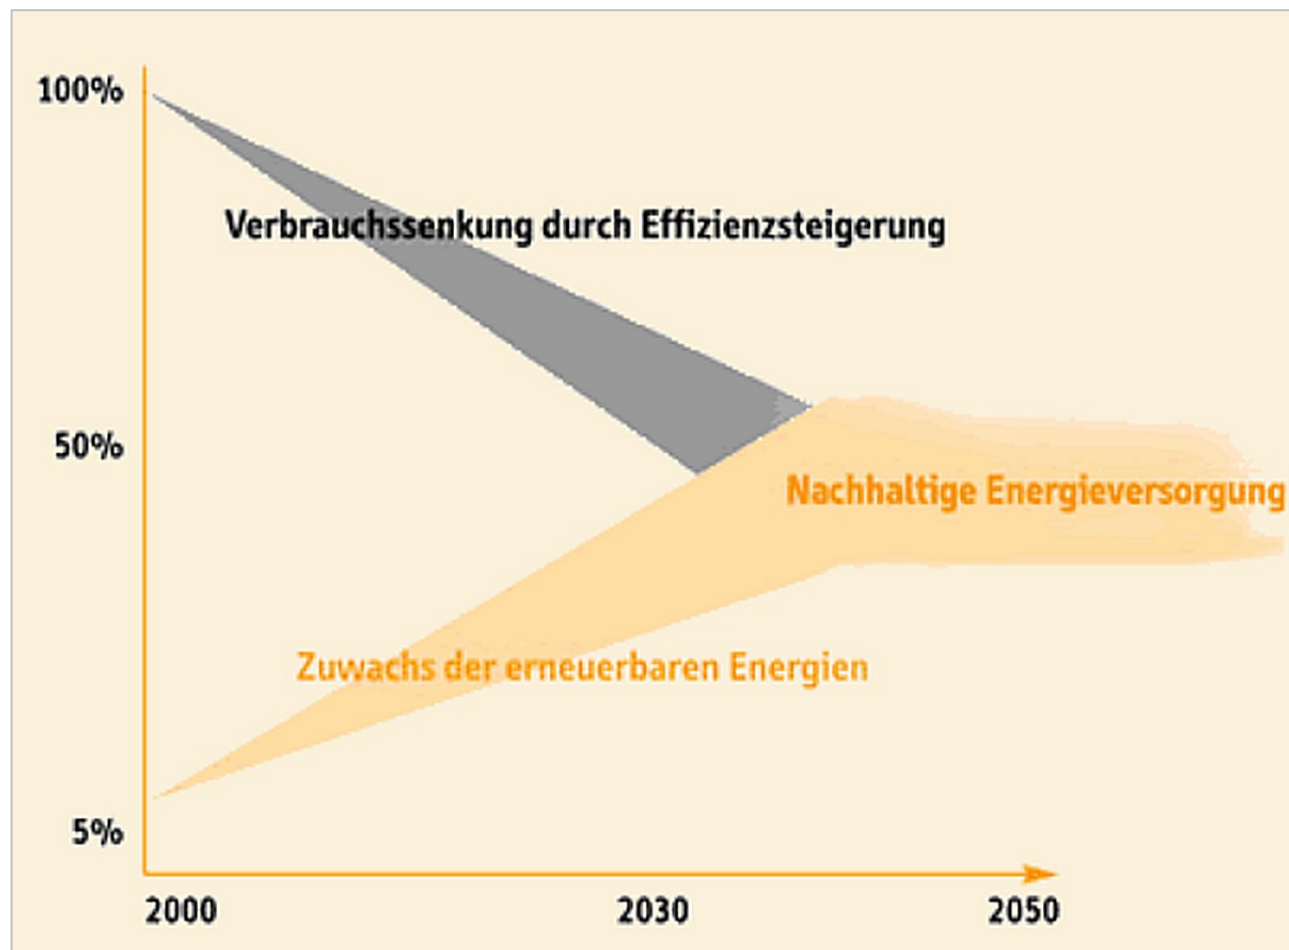 100%
Verbrauchssenkung durch Effizienzsteigerung
50%
Nachhaltige Energieversorgung
Zuwachs der erneuerbaren Energien
5%
2000 2030 2050